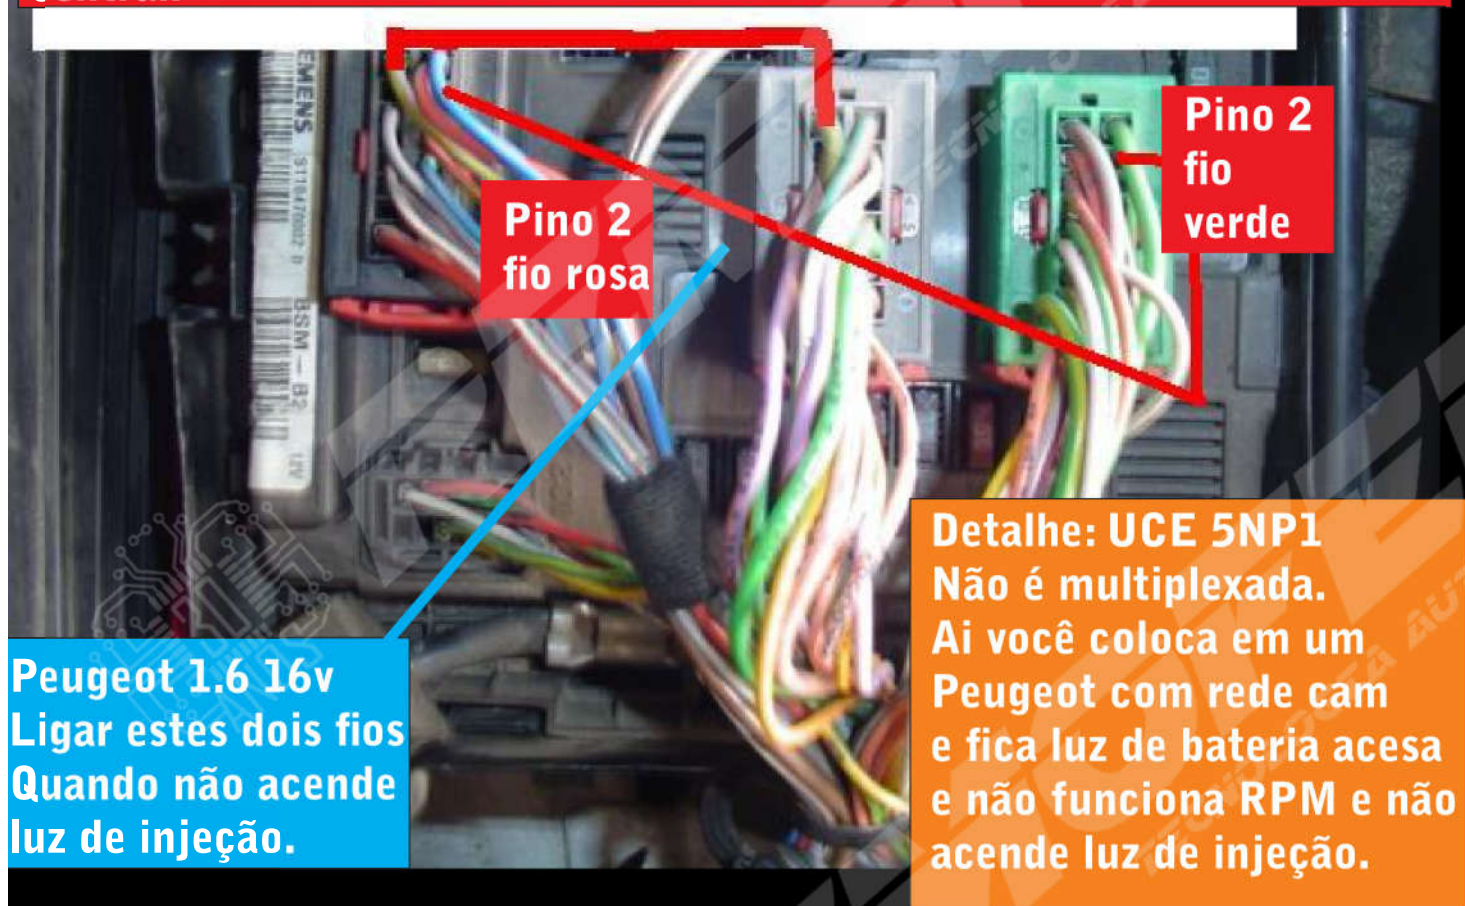 Pino 2
fio
verde
Pino 2
fio rosa
SIEMENS
BSM - B2
12V
Detalhe: UCE 5NP1
Não é multiplexada.
Ai você coloca em um
Peugeot com rede cam
e fica luz de bateria acesa
e não funciona RPM e não
acende luz de injeção.
Peugeot 1.6 16v
Ligar estes dois fios
Quando não acende
luz de injeção.